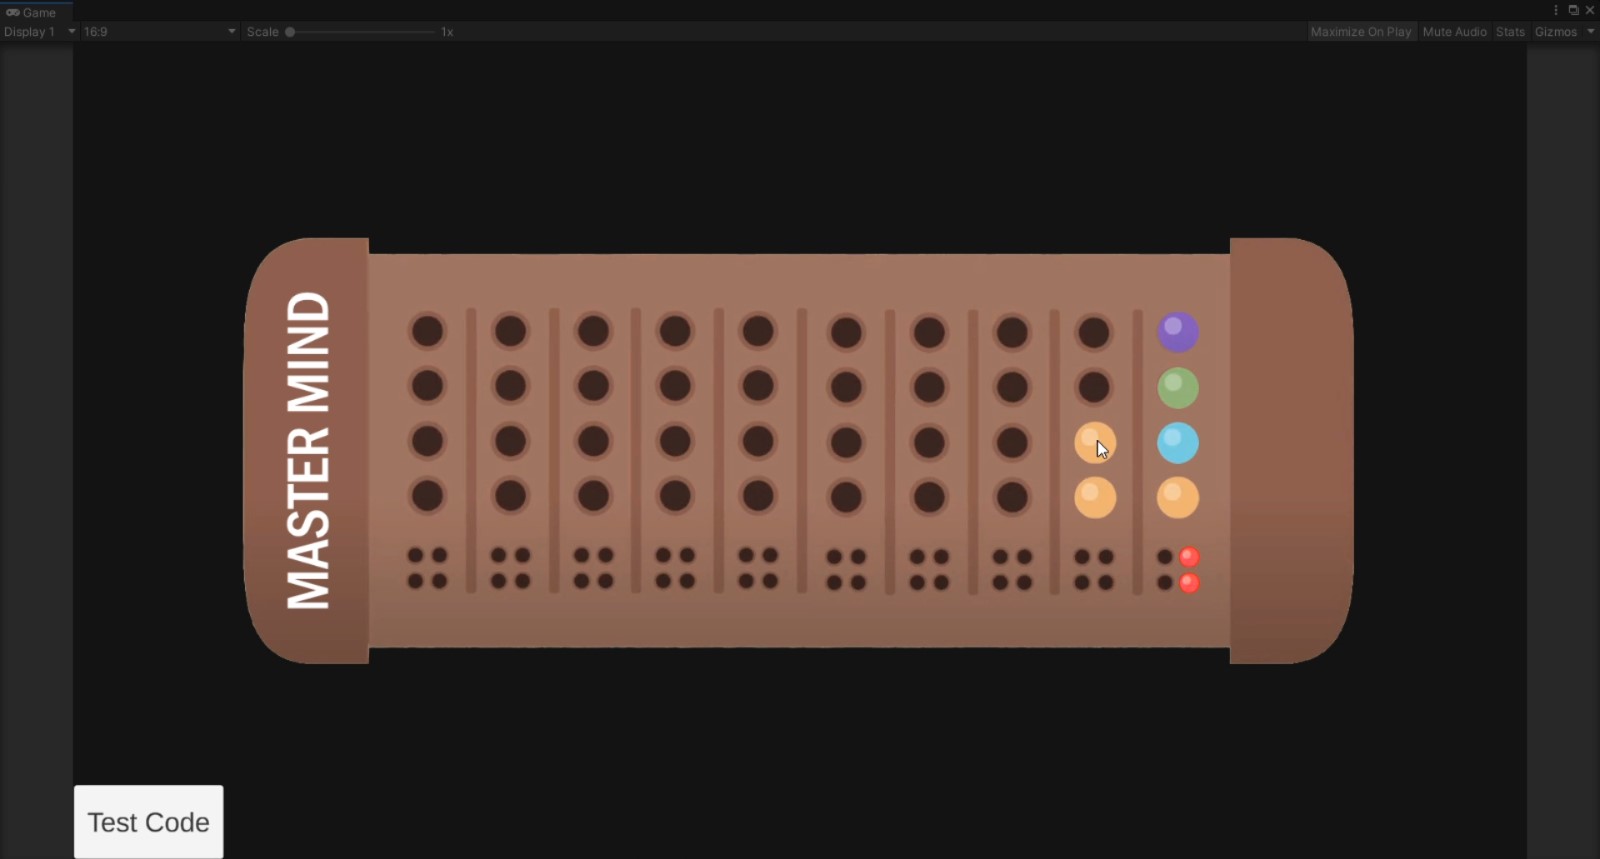 Game
Display 1
16:9
Scale
1x
Maximize On Play
Mute Audio
Stats
Gizmos
MASTER MIND
Test Code